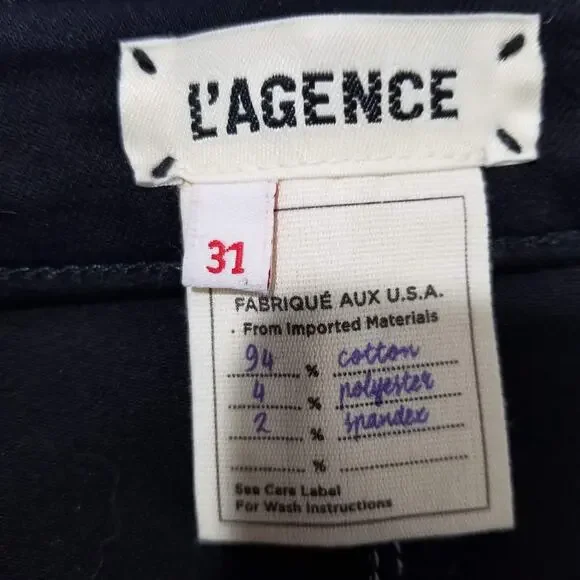 L'AGENCE
31
FABRIQUÉ AUX U.S.A.
. From Imported Materials
94 % cotton
4 % polyester
2 % spandex
%
See Care Label
For Wash Instructions